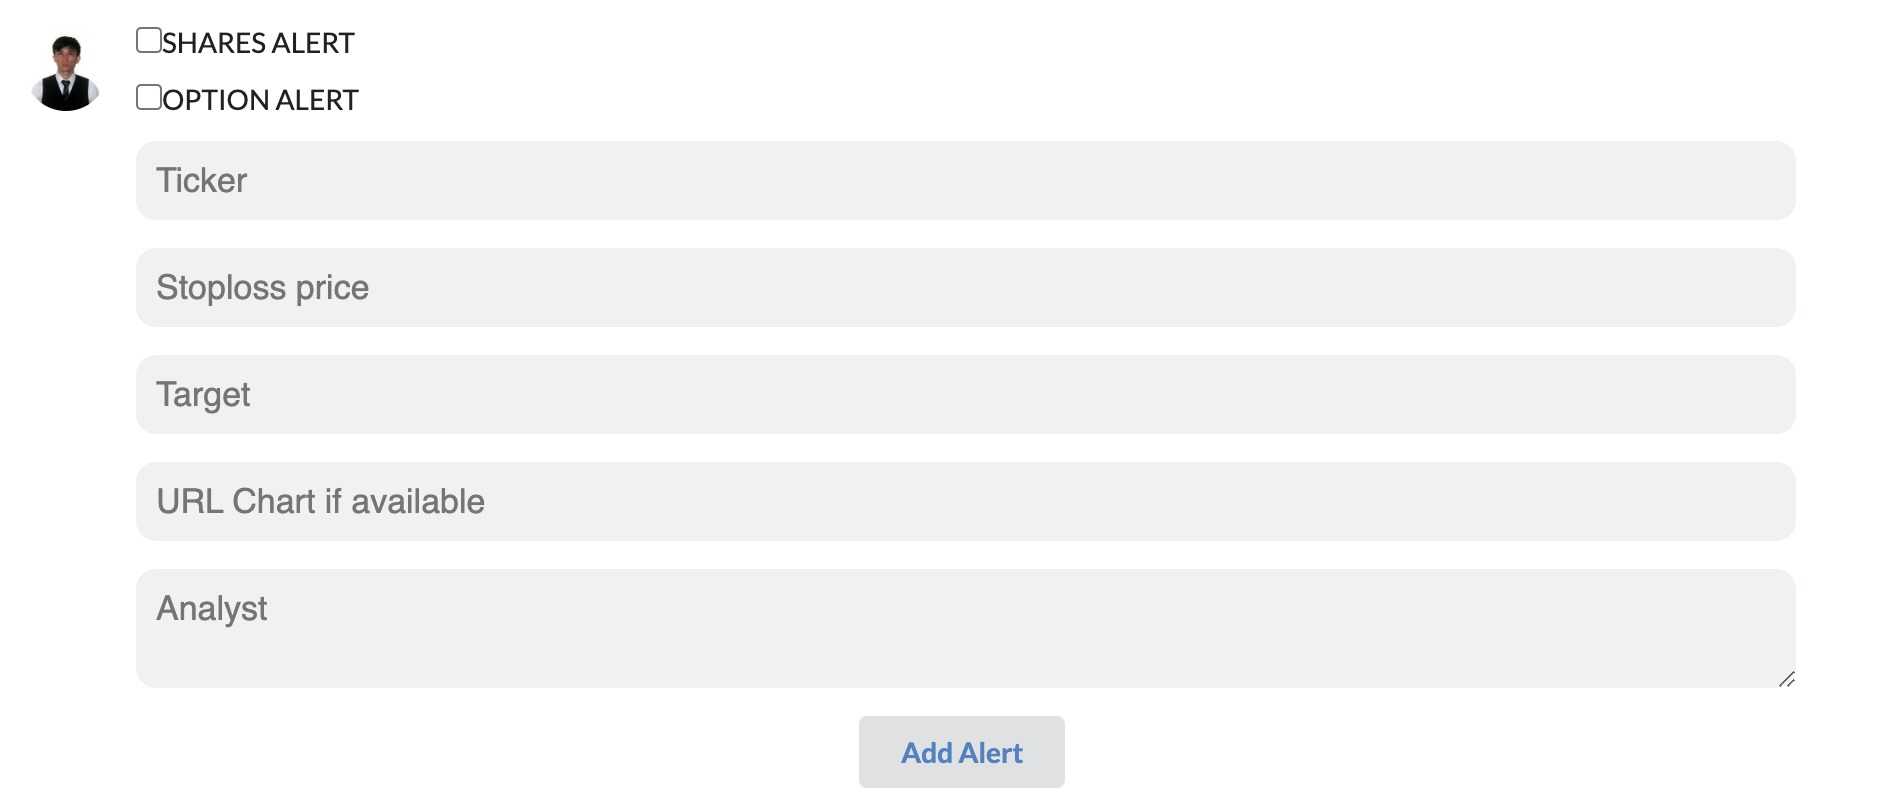 SHARES ALERT
OPTION ALERT
Ticker
Stoploss price
Target
URL Chart if available
Analyst
Add Alert